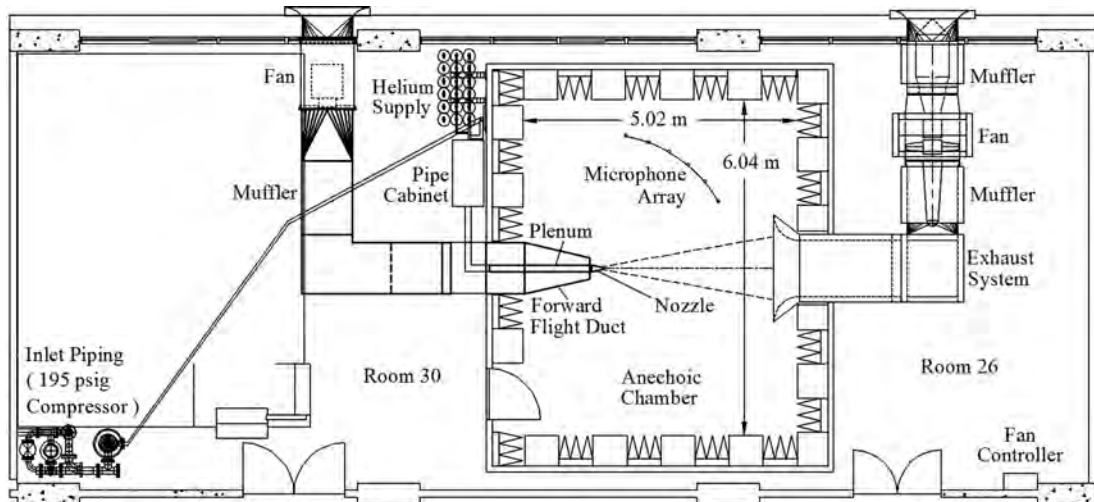 Fan
Helium
Supply
Muffler
Pipe
Cabinet
5.02 m
6.04 m
Microphone
Array
Plenum
Forward
Flight Duct
Nozzle
Muffler
Fan
Muffler
Exhaust
System
Inlet Piping
( 195 psig
Compressor )
Room 30
Anechoic
Chamber
Room 26
Fan
Controller